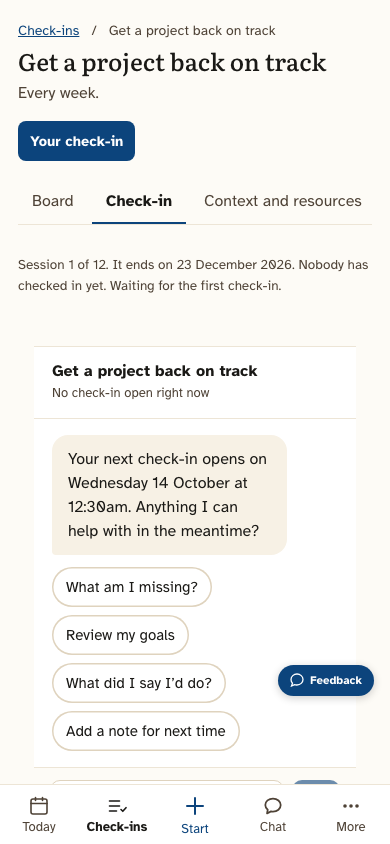 Check-ins / Get a project back on track
Get a project back on track
Every week.
Your check-in
Board Check-in Context and resources
Session 1 of 12. It ends on 23 December 2026. Nobody has
checked in yet. Waiting for the first check-in.
Get a project back on track
No check-in open right now
Your next check-in opens on
Wednesday 14 October at
12:30am. Anything I can
help with in the meantime?
What am I missing?
Review my goals
What did I say I’d do?
Feedback
Add a note for next time
Today Check-ins Start Chat More